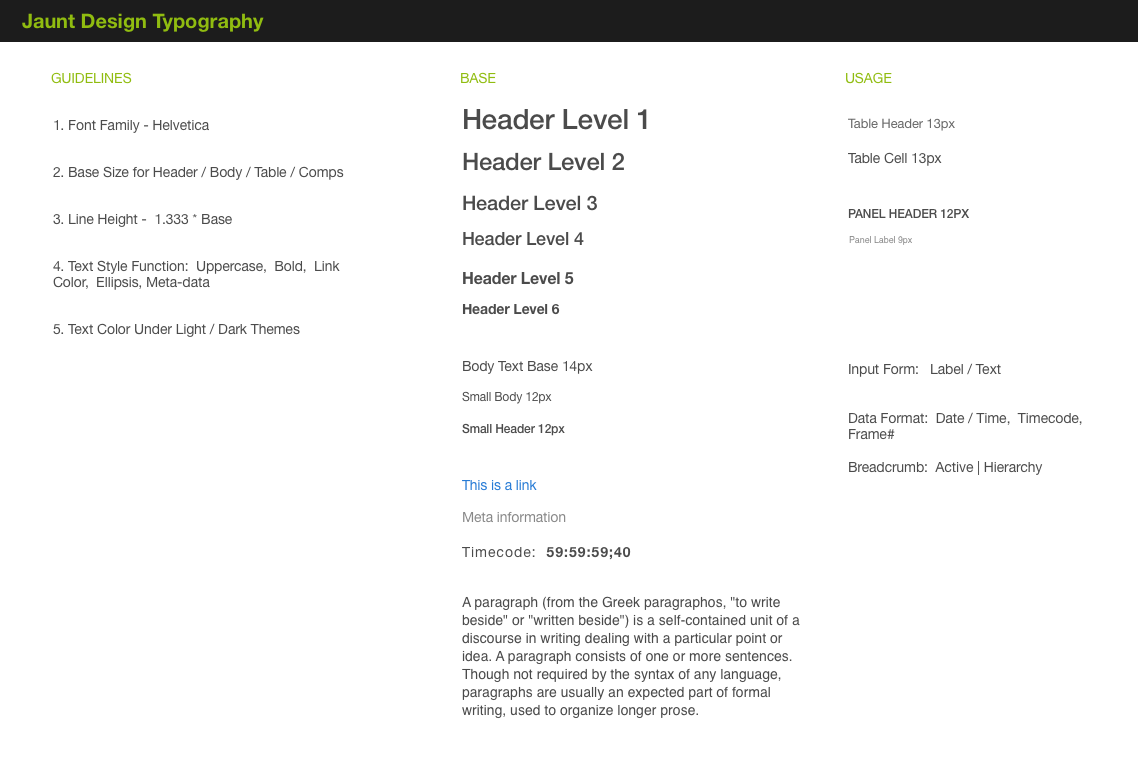 Jaunt Design Typography
GUIDELINES
1. Font Family - Helvetica
2. Base Size for Header / Body / Table / Comps
3. Line Height -  1.333 * Base
4. Text Style Function:  Uppercase,  Bold,  Link
Color,  Ellipsis, Meta-data
5. Text Color Under Light / Dark Themes
BASE
Header Level 1
Header Level 2
Header Level 3
Header Level 4
Header Level 5
Header Level 6
Body Text Base 14px
Small Body 12px
Small Header 12px
This is a link
Meta information
Timecode:  59:59:59;40
A paragraph (from the Greek paragraphos, "to write
beside" or "written beside") is a self-contained unit of a
discourse in writing dealing with a particular point or
idea. A paragraph consists of one or more sentences.
Though not required by the syntax of any language,
paragraphs are usually an expected part of formal
writing, used to organize longer prose.
USAGE
Table Header 13px
Table Cell 13px
PANEL HEADER 12PX
Panel Label 9px
Input Form:   Label / Text
Data Format:  Date / Time,  Timecode,
Frame#
Breadcrumb:  Active | Hierarchy